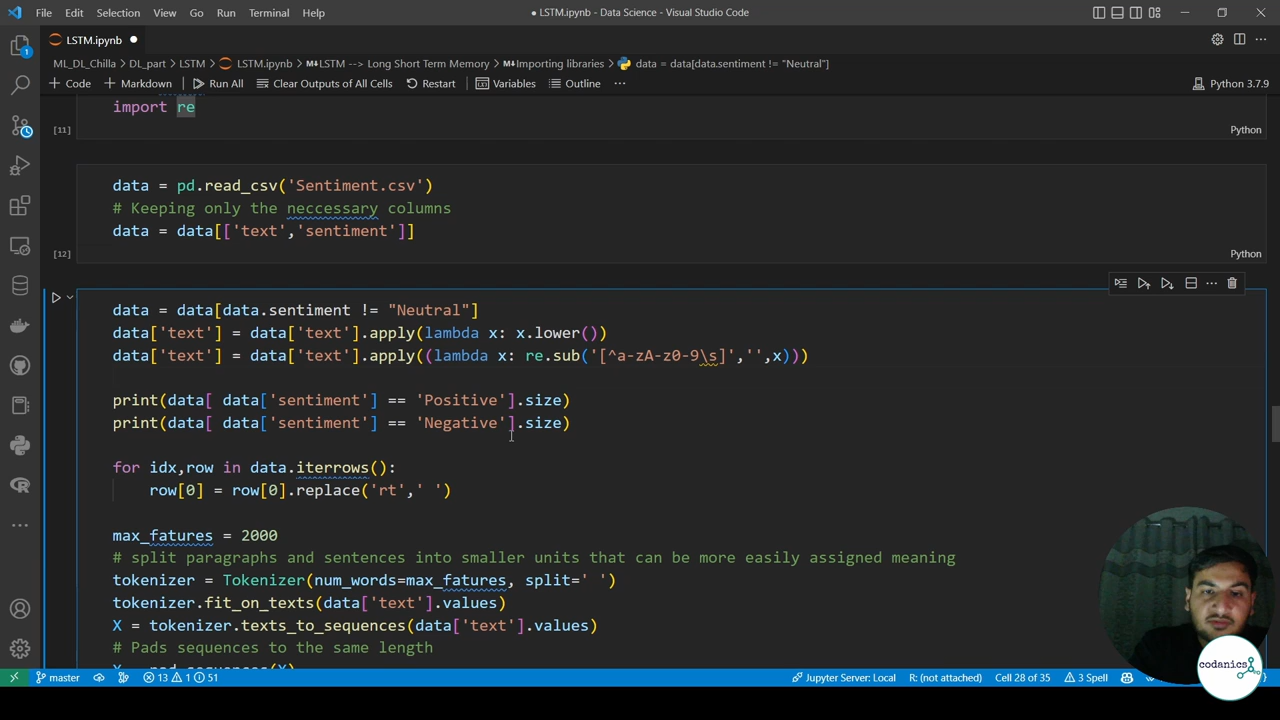 File Edit Selection View Go Run Terminal Help
● LSTM.ipynb - Data Science - Visual Studio Code
LSTM.ipynb ●
ML_DL_Chilla > DL_part > LSTM > LSTM.ipynb > M↓LSTM --> Long Short Term Memory > M↓Importing libraries > data = data[data.sentiment != "Neutral"]
+ Code + Markdown Run All Clear Outputs of All Cells Restart Variables Outline ··· Python 3.7.9
import re
[11] Python
data = pd.read_csv('Sentiment.csv')
# Keeping only the neccessary columns
data = data[['text','sentiment']]
[12] Python
data = data[data.sentiment != "Neutral"]
data['text'] = data['text'].apply(lambda x: x.lower())
data['text'] = data['text'].apply((lambda x: re.sub('[^a-zA-z0-9\s]','',x)))
print(data[ data['sentiment'] == 'Positive'].size)
print(data[ data['sentiment'] == 'Negative'].size)
for idx,row in data.iterrows():
row[0] = row[0].replace('rt',' ')
max_fatures = 2000
# split paragraphs and sentences into smaller units that can be more easily assigned meaning
tokenizer = Tokenizer(num_words=max_fatures, split=' ')
tokenizer.fit_on_texts(data['text'].values)
X = tokenizer.texts_to_sequences(data['text'].values)
# Pads sequences to the same length
X = pad_sequences(X)
codanics
master 13 1 51 Jupyter Server: Local R: (not attached) Cell 28 of 35 3 Spell